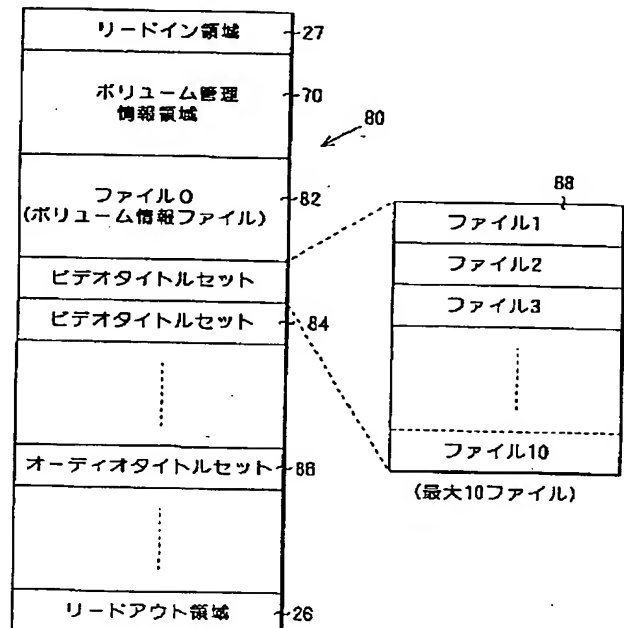 リードイン領域
27
ボリューム管理
情報領域
70
80
ファイル0
(ボリューム情報ファイル)
82
ビデオタイトルセット
ビデオタイトルセット
84
オーディオタイトルセット
86
リードアウト領域
26
88
ファイル1
ファイル2
ファイル3
ファイル10
(最大10ファイル)